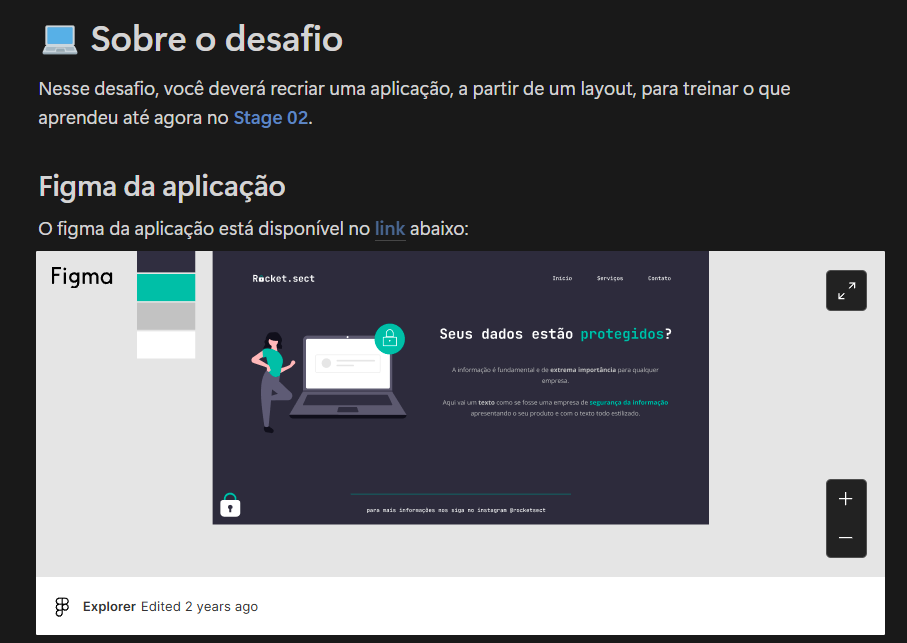 Sobre o desafio
Nesse desafio, você deverá recriar uma aplicação, a partir de um layout, para treinar o que
aprendeu até agora no Stage 02.
Figma da aplicação
O figma da aplicação está disponível no link abaixo:
Figma
Rocket.sect
Inicio Serviços Contato
Seus dados estão protegidos?
A informação é fundamental e de extrema importância para qualquer
empresa.
Aqui vai um texto como se fosse uma empresa de segurança da informação
apresentando o seu produto e com o texto todo estilizado.
para mais informações nos siga no instagram @rocketsect
Explorer Edited 2 years ago